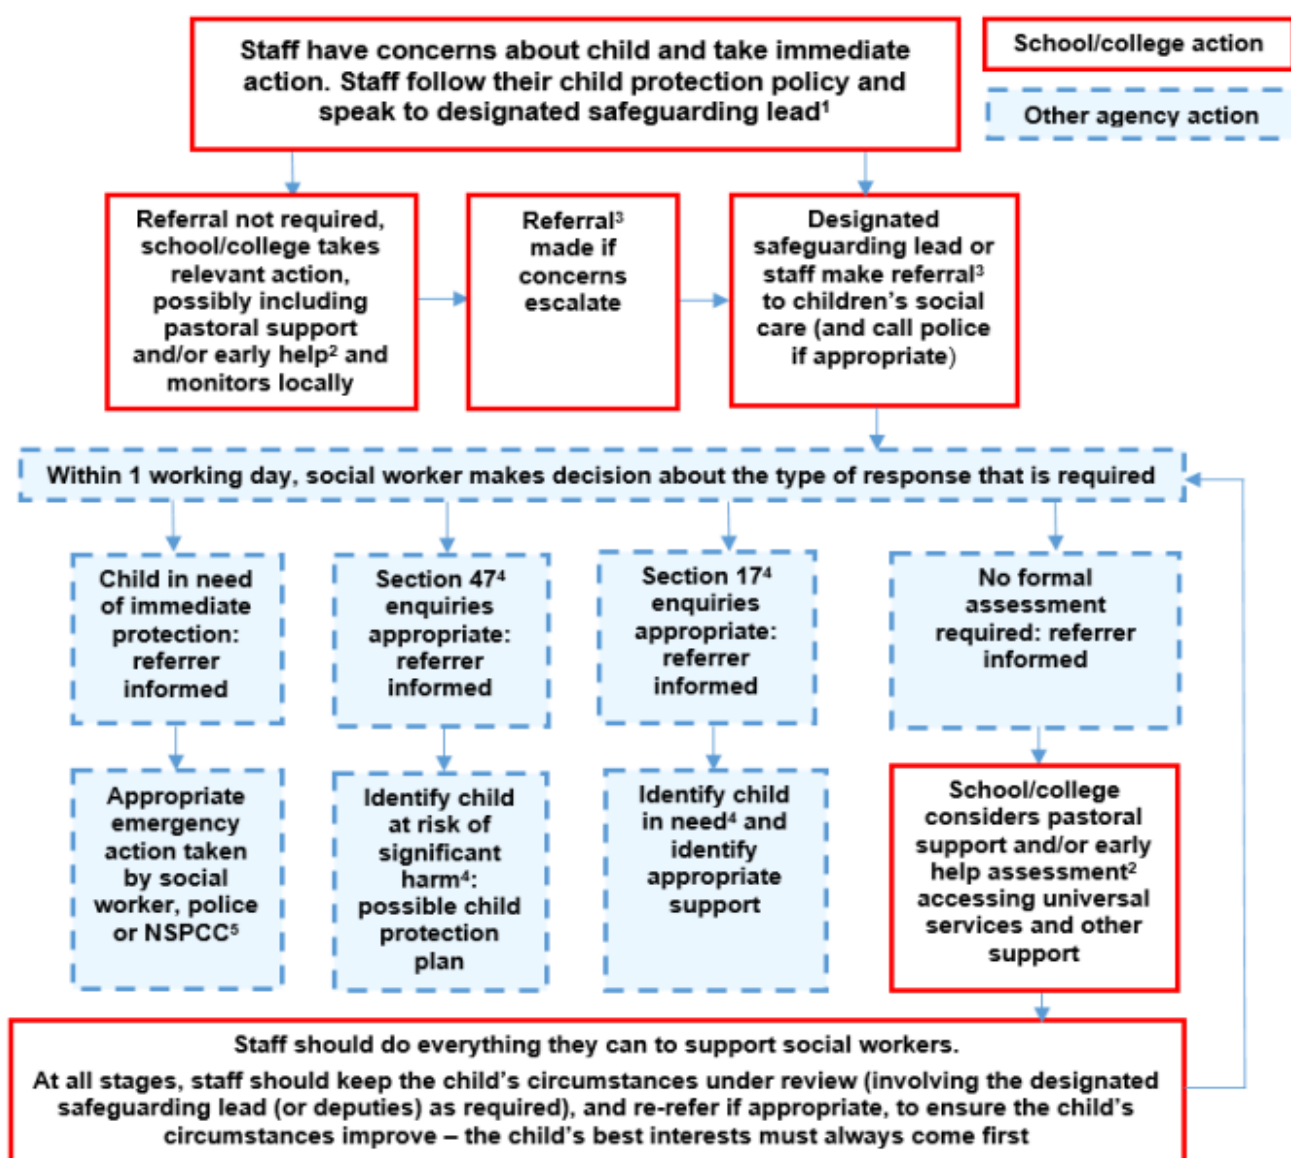 Staff have concerns about child and take immediate
action. Staff follow their child protection policy and
speak to designated safeguarding lead¹
School/college action
Other agency action
Referral not required,
school/college takes
relevant action,
possibly including
pastoral support
and/or early help² and
monitors locally
Referral³
made if
concerns
escalate
Designated
safeguarding lead or
staff make referral³
to children’s social
care (and call police
if appropriate)
Within 1 working day, social worker makes decision about the type of response that is required
Child in need
of immediate
protection:
referrer
informed
Section 47⁴
enquiries
appropriate:
referrer
informed
Section 17⁴
enquiries
appropriate:
referrer
informed
No formal
assessment
required: referrer
informed
Appropriate
emergency
action taken
by social
worker, police
or NSPCC⁵
Identify child
at risk of
significant
harm⁴:
possible child
protection
plan
Identify child
in need⁴ and
identify
appropriate
support
School/college
considers pastoral
support and/or early
help assessment²
accessing universal
services and other
support
Staff should do everything they can to support social workers.
At all stages, staff should keep the child’s circumstances under review (involving the designated
safeguarding lead (or deputies) as required), and re-refer if appropriate, to ensure the child’s
circumstances improve – the child’s best interests must always come first